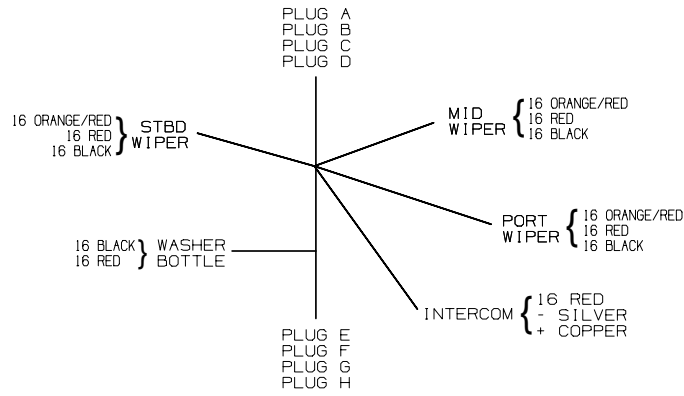 PLUG A
PLUG B
PLUG C
PLUG D
16 ORANGE/RED
16 RED
16 BLACK
STBD
WIPER
MID
WIPER
16 ORANGE/RED
16 RED
16 BLACK
PORT
WIPER
16 ORANGE/RED
16 RED
16 BLACK
16 BLACK
16 RED
WASHER
BOTTLE
INTERCOM
16 RED
- SILVER
+ COPPER
PLUG E
PLUG F
PLUG G
PLUG H